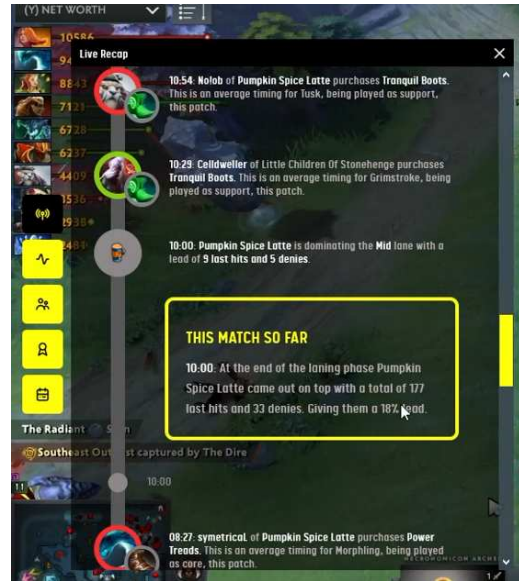 (Y) NET WORTH
10586
Live Recap
8843
7121
6728
6237
4409
10:54: Nolob of Pumpkin Spice Latte purchases Tranquil Boots.
This is an average timing for Tusk, being played as support,
this patch.
10:29: Celldweller of Little Children Of Stonehenge purchases
Tranquil Boots. This is an average timing for Grimstroke, being
played as support, this patch.
10:00: Pumpkin Spice Latte is dominating the Mid lane with a
lead of 9 last hits and 5 denies.
THIS MATCH SO FAR
10:00: At the end of the laning phase Pumpkin
Spice Latte came out on top with a total of 177
last hits and 33 denies. Giving them a 18% lead.
The Radiant
Southeast Outpost captured by The Dire
11
10:00
08:27: symetricaL of Pumpkin Spice Latte purchases Power
Treads. This is an average timing for Morphling, being played
as core, this patch.